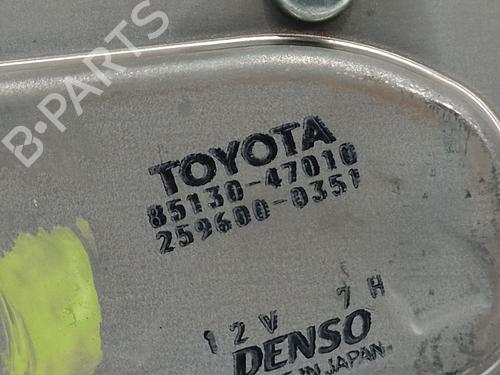 B-PARTS
TOYOTA
85130-47010
259600-0351
12V 7H
DENSO
IN JAPAN.